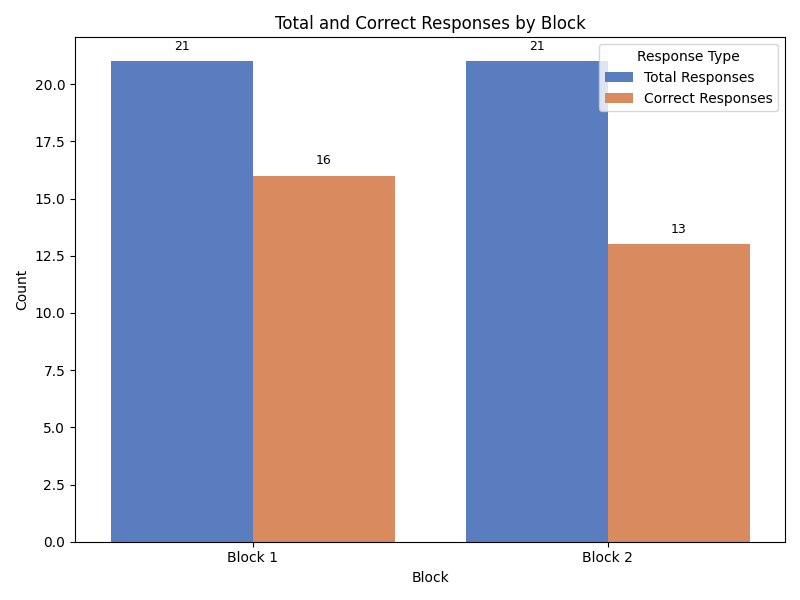 Total and Correct Responses by Block
21
21
Response Type
Total Responses
Correct Responses
20.0
17.5
16
15.0
13
12.5
10.0
7.5
5.0
2.5
0.0
Count
Block 1
Block 2
Block